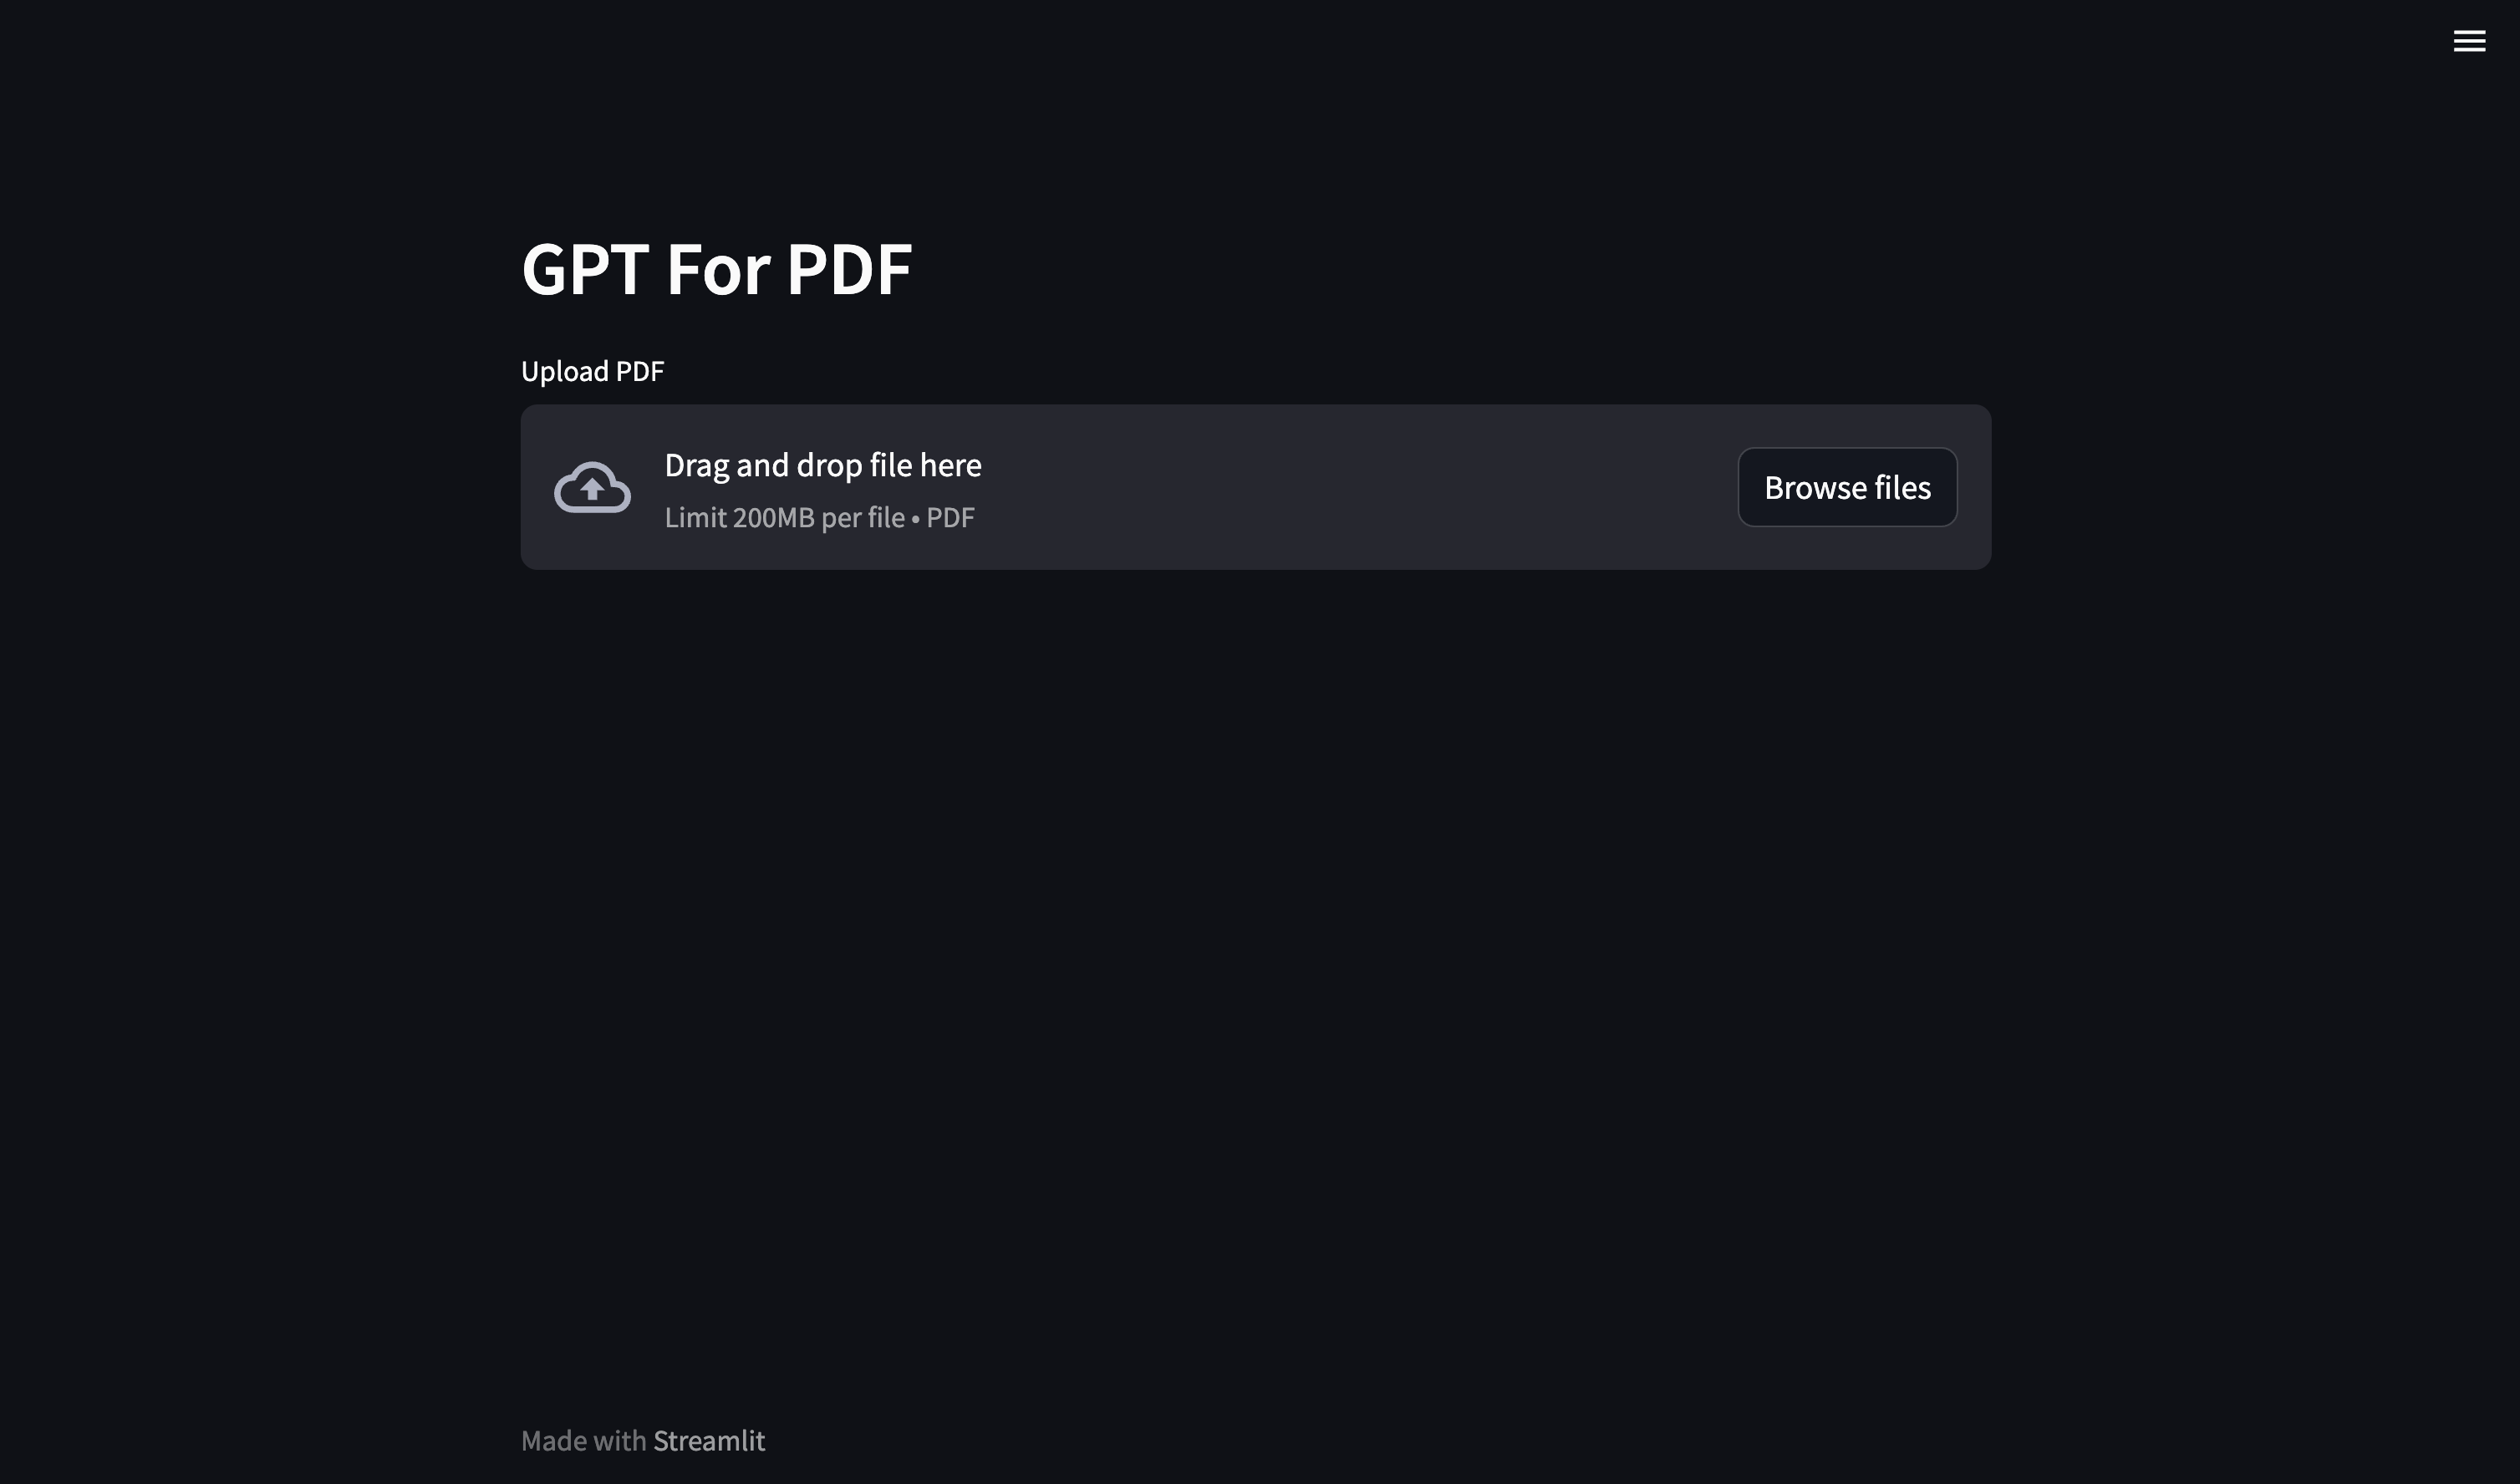 GPT For PDF
Upload PDF
Drag and drop file here
Limit 200MB per file • PDF
Browse files
Made with Streamlit